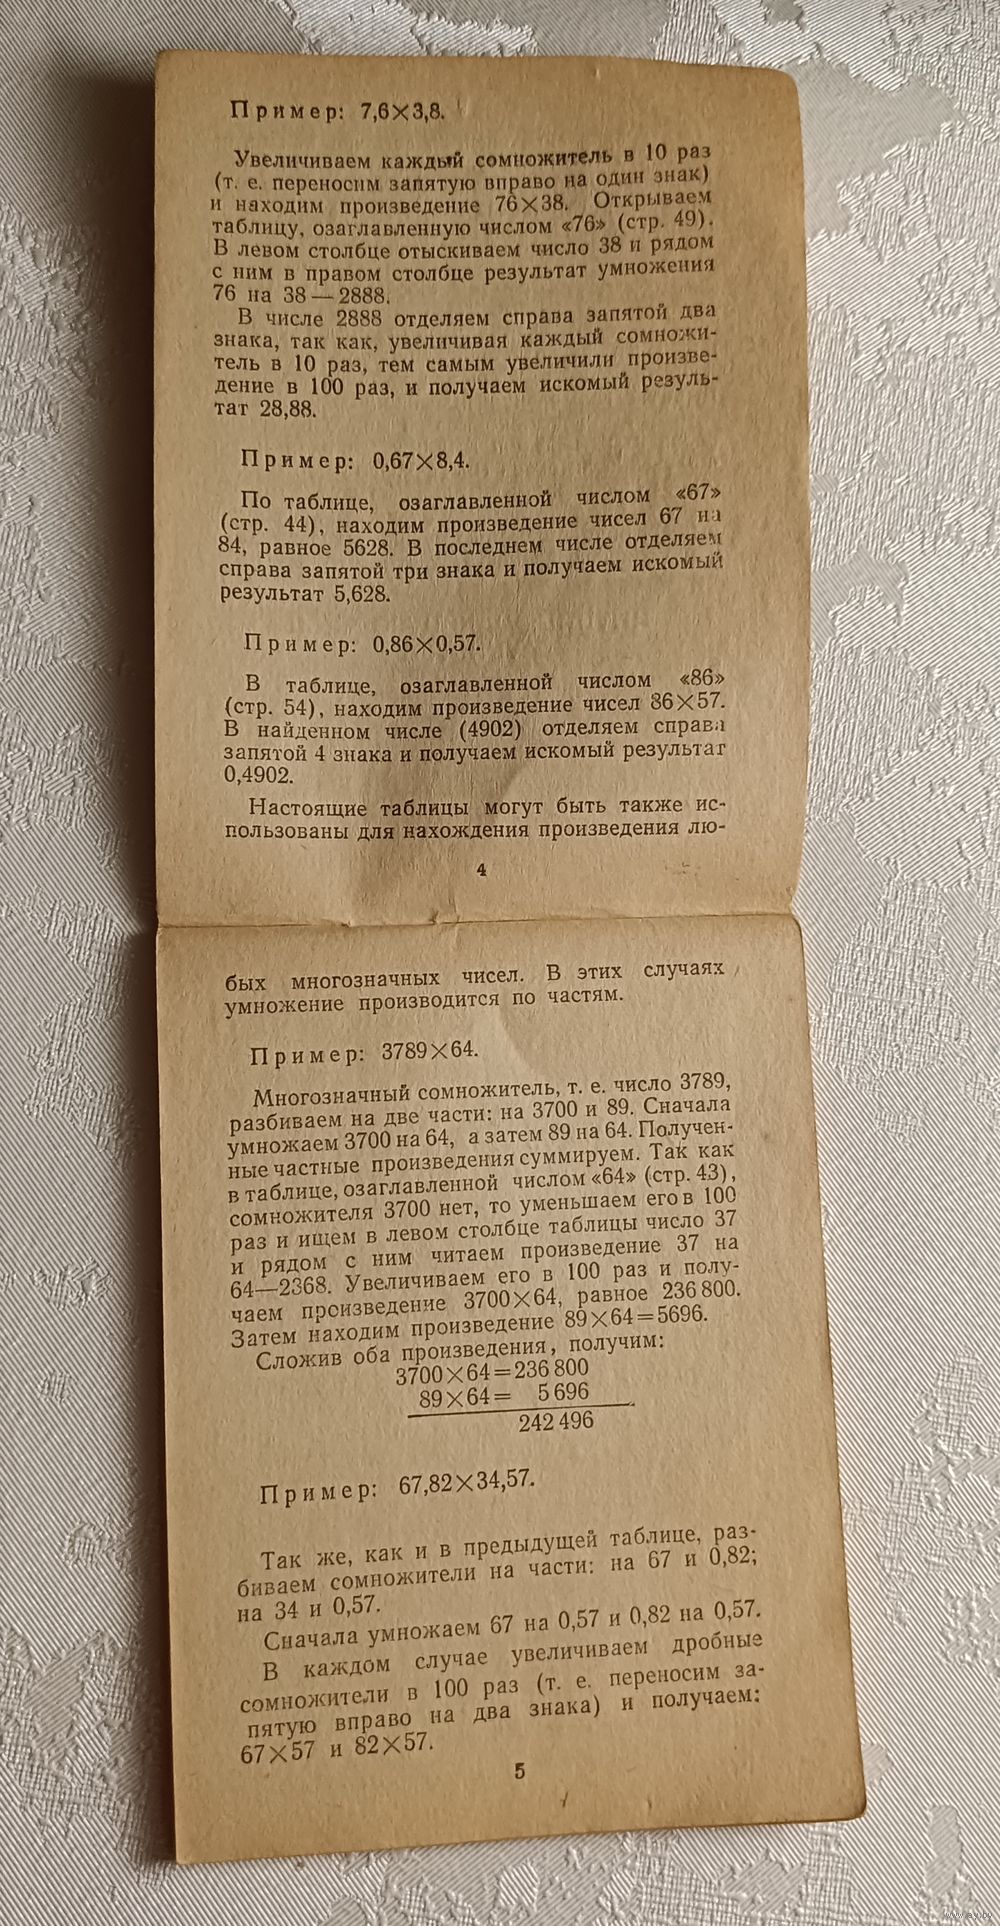 Пример: 7,6×3,8.
Увеличиваем каждый сомножитель в 10 раз
(т. е. переносим запятую вправо на один знак)
и находим произведение 76×38. Открываем
таблицу, озаглавленную числом «76» (стр. 49).
В левом столбце отыскиваем число 38 и рядом
с ним в правом столбце результат умножения
76 на 38 — 2888.
В числе 2888 отделяем справа запятой два
знака, так как, увеличивая каждый сомножи-
тель в 10 раз, тем самым увеличили произве-
дение в 100 раз, и получаем искомый резуль-
тат 28,88.
Пример: 0,67×8,4.
По таблице, озаглавленной числом «67»
(стр. 44), находим произведение чисел 67 на
84, равное 5628. В последнем числе отделяем
справа запятой три знака и получаем искомый
результат 5,628.
Пример: 0,86×0,57.
В таблице, озаглавленной числом «86»
(стр. 54), находим произведение чисел 86×57.
В найденном числе (4902) отделяем справа
запятой 4 знака и получаем искомый результат
0,4902.
Настоящие таблицы могут быть также ис-
пользованы для нахождения произведения лю-
4
бых многозначных чисел. В этих случаях
умножение производится по частям.
Пример: 3789×64.
Многозначный сомножитель, т. е. число 3789,
разбиваем на две части: на 3700 и 89. Сначала
умножаем 3700 на 64, а затем 89 на 64. Получен-
ные частные произведения суммируем. Так как
в таблице, озаглавленной числом «64» (стр. 43),
сомножителя 3700 нет, то уменьшаем его в 100
раз и ищем в левом столбце таблицы число 37
и рядом с ним читаем произведение 37 на
64—2368. Увеличиваем его в 100 раз и полу-
чаем произведение 3700×64, равное 236 800.
Затем находим произведение 89×64=5696.
Сложив оба произведения, получим:
3700×64=236 800
89×64= 5 696
242 496
Пример: 67,82×34,57.
Так же, как и в предыдущей таблице, раз-
биваем сомножители на части: на 67 и 0,82;
на 34 и 0,57.
Сначала умножаем 67 на 0,57 и 0,82 на 0,57.
В каждом случае увеличиваем дробные
сомножители в 100 раз (т. е. переносим за-
пятую вправо на два знака) и получаем:
67×57 и 82×57.
5